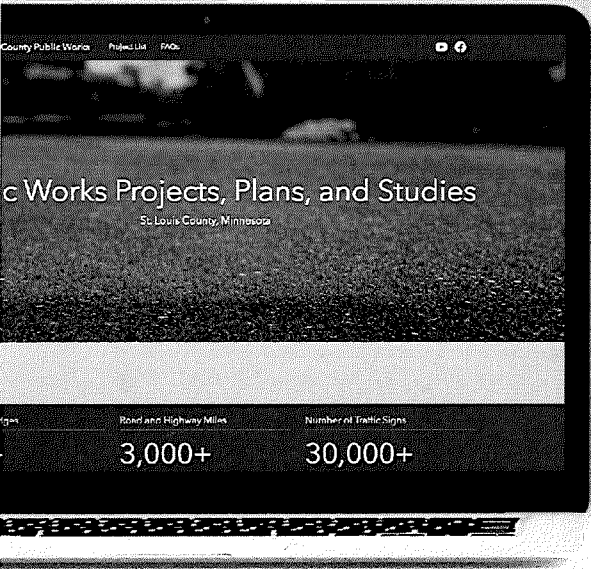 County Public Works Project List FAQs
c Works Projects, Plans, and Studies
St. Louis County, Minnesota
dges Road and Highway Miles Number of Traffic Signs
3,000+ 30,000+